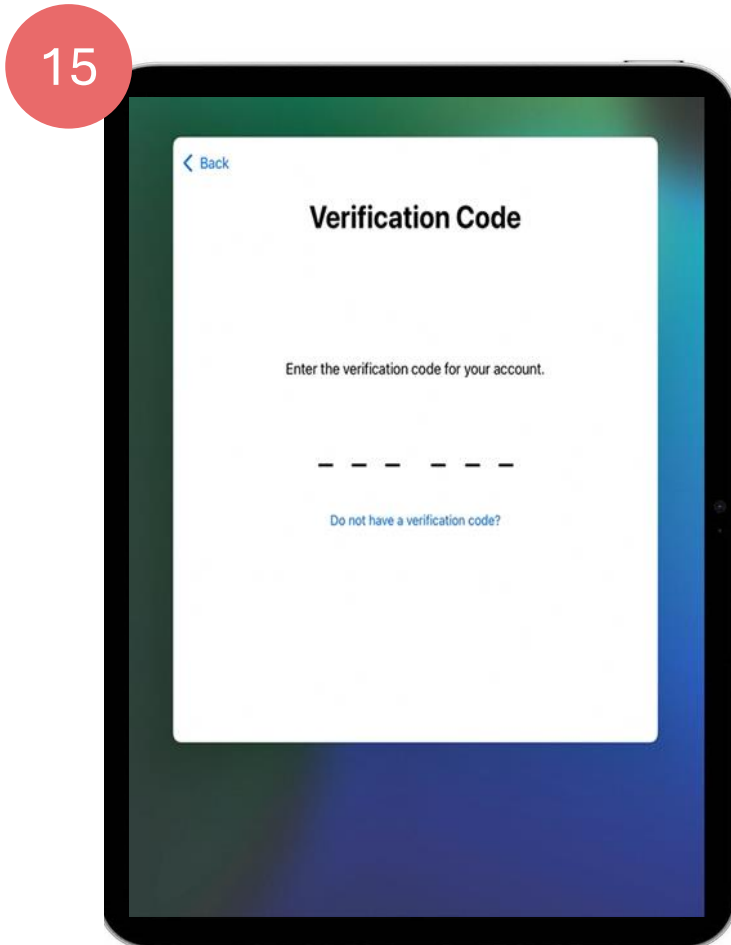 15
Back
Verification Code
Enter the verification code for your account.
Do not have a verification code?